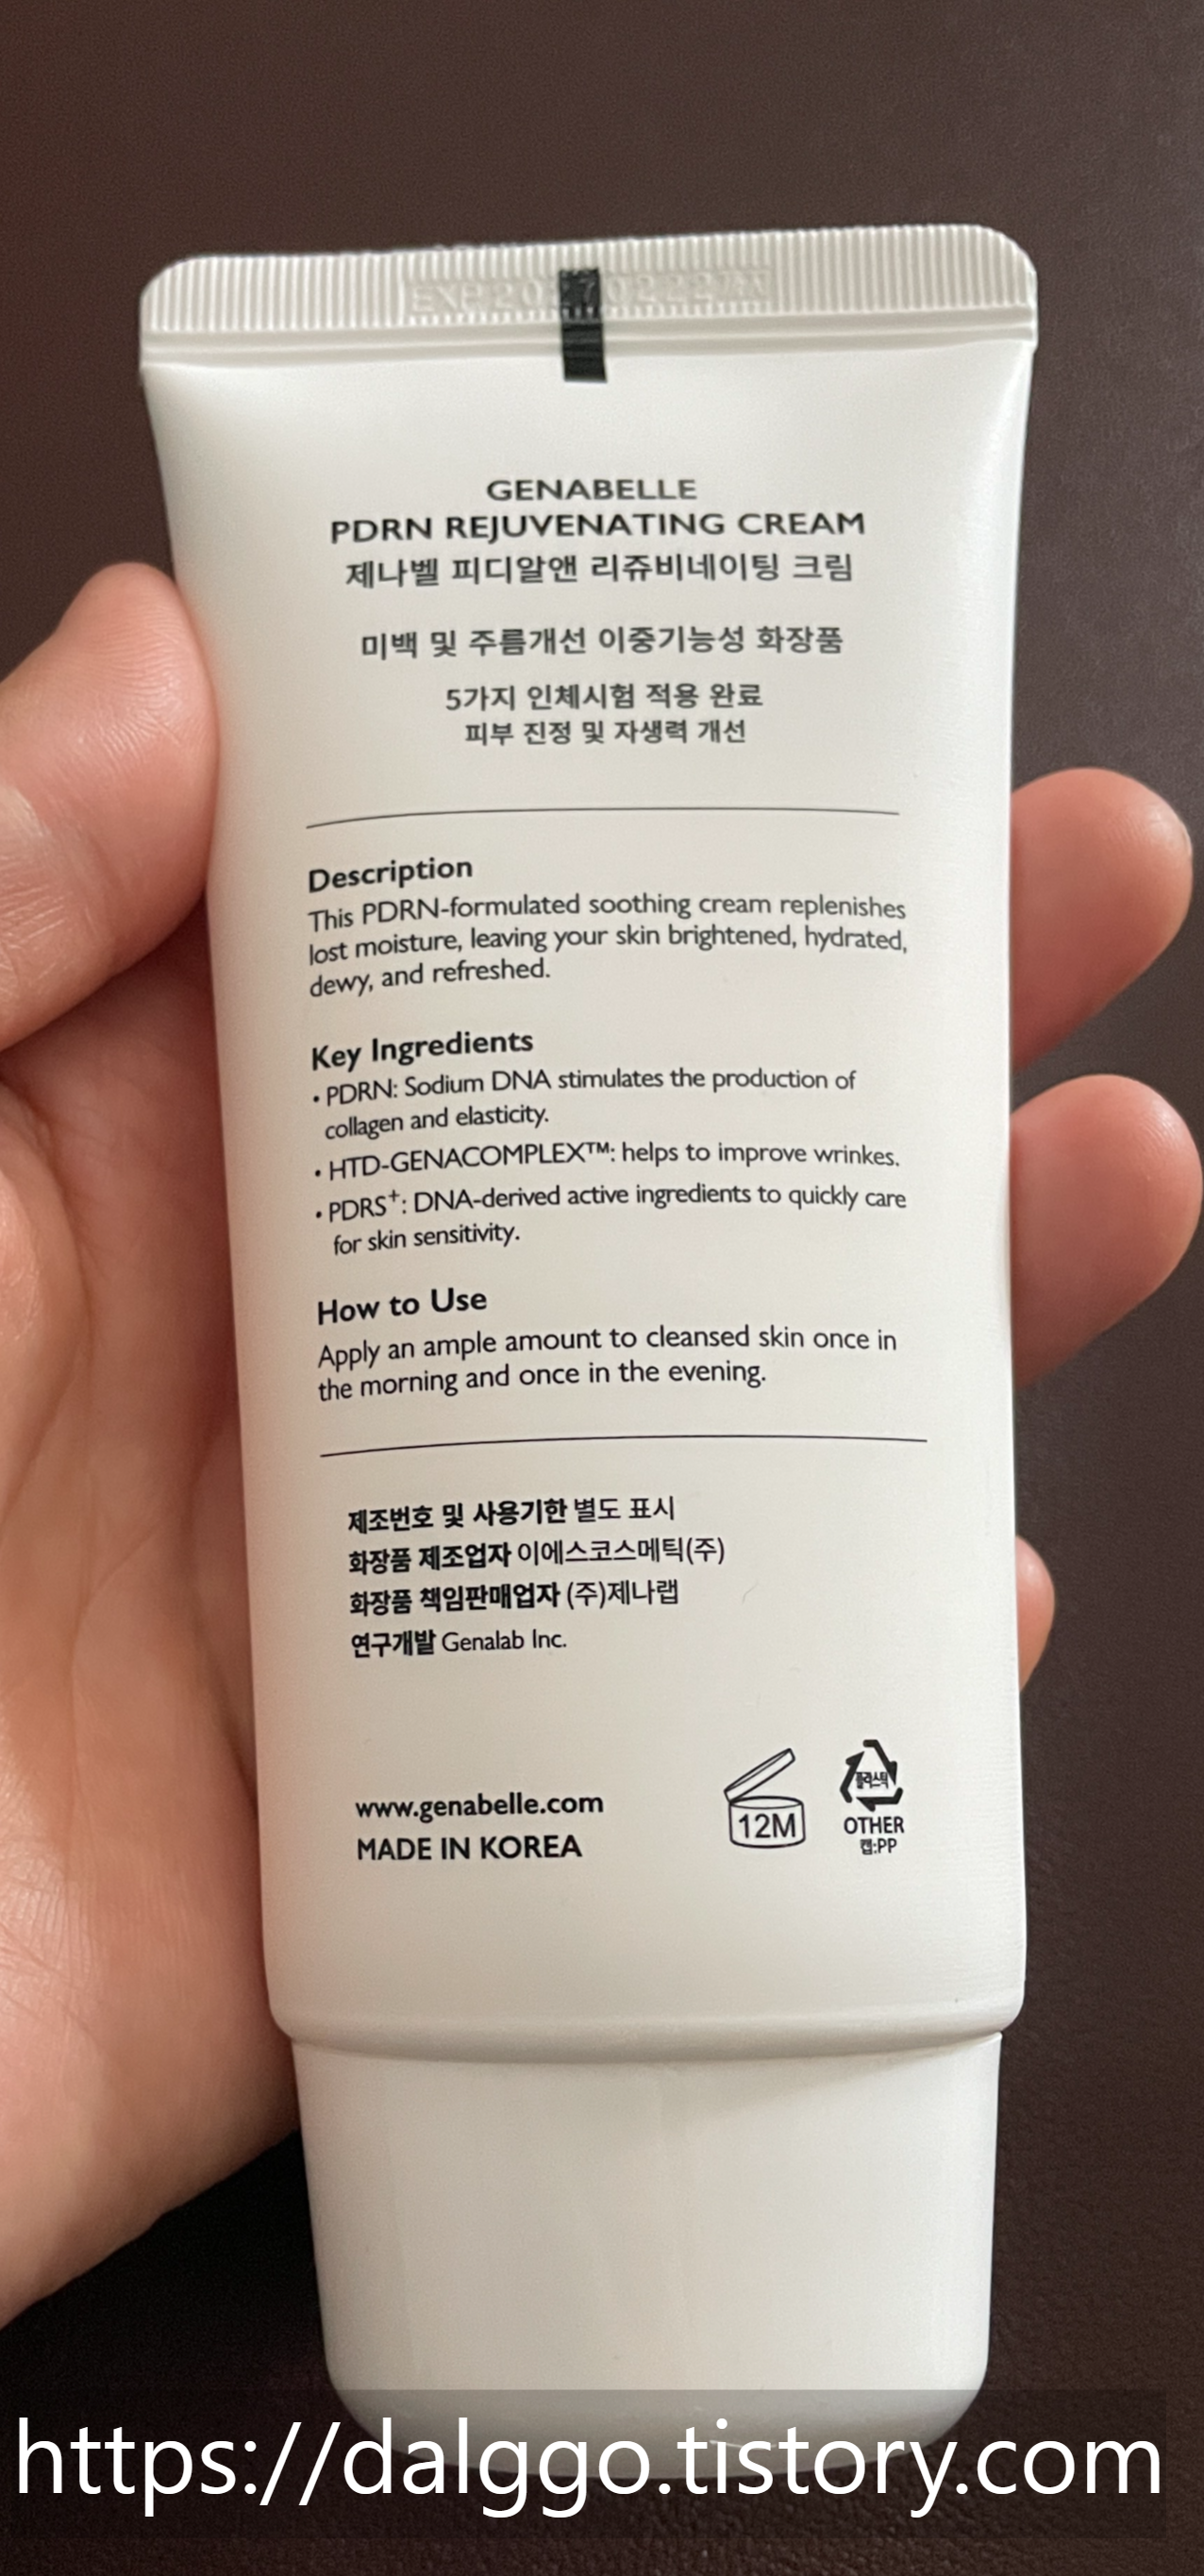 EXP20270222
GENABELLE
PDRN REJUVENATING CREAM
제나벨 피디알앤 리쥬비네이팅 크림
미백 및 주름개선 이중기능성 화장품
5가지 인체시험 적용 완료
피부 진정 및 자생력 개선
Description
This PDRN-formulated soothing cream replenishes
lost moisture, leaving your skin brightened, hydrated,
dewy, and refreshed.
Key Ingredients
• PDRN: Sodium DNA stimulates the production of
collagen and elasticity.
• HTD-GENACOMPLEX™: helps to improve wrinkes.
• PDRS⁺: DNA-derived active ingredients to quickly care
for skin sensitivity.
How to Use
Apply an ample amount to cleansed skin once in
the morning and once in the evening.
제조번호 및 사용기한 별도 표시
화장품 제조업자 이에스코스메틱(주)
화장품 책임판매업자 (주)제나랩
연구개발 Genalab Inc.
www.genabelle.com
MADE IN KOREA
12M
플라스틱
OTHER
캡:PP
https://dalggo.tistory.com